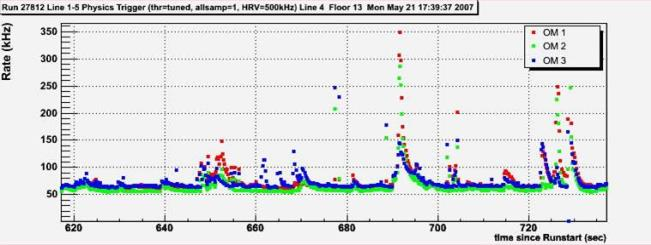 Run 27812 Line 1-5 Physics Trigger (thr=tuned, allsamp=1, HRV=500kHz) Line 4 Floor 13 Mon May 21 17:39:37 2007
Rate (kHz)
350
300
250
200
150
100
50
OM 1
OM 2
OM 3
620 640 660 680 700 720
time since Runstart (sec)